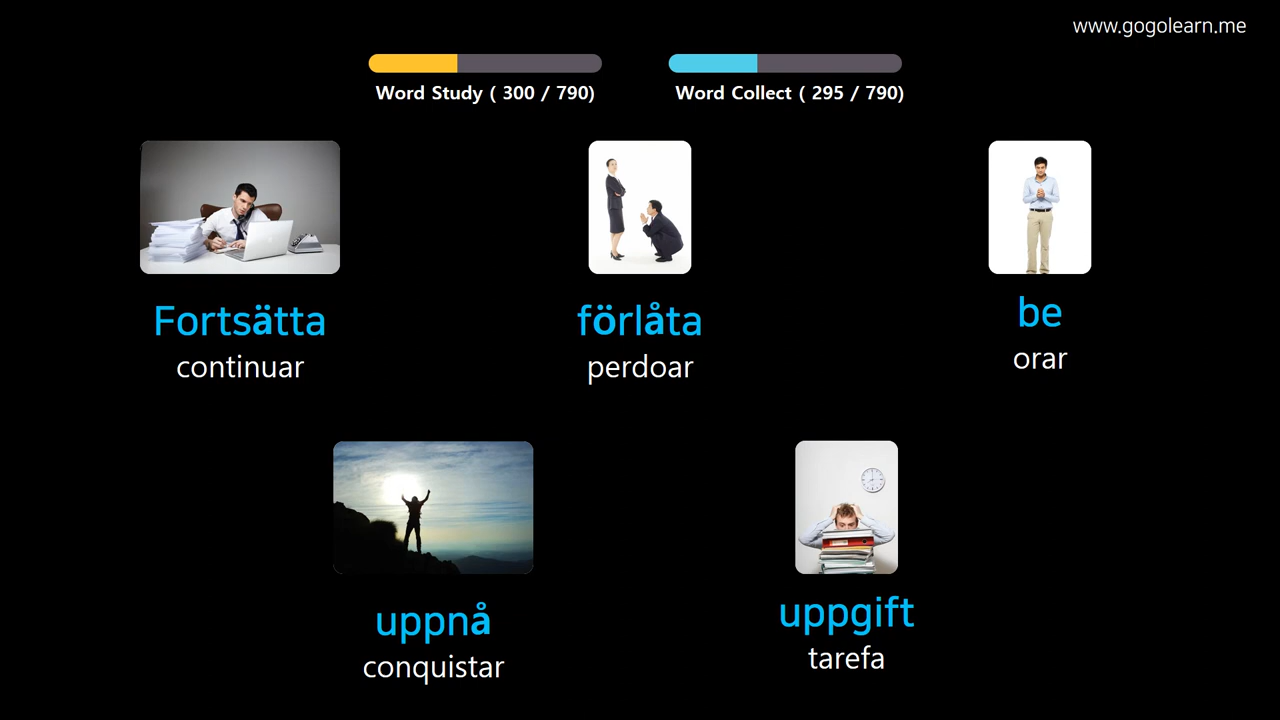 www.gogolearn.me
Word Study ( 300 / 790)
Word Collect ( 295 / 790)
Fortsätta
continuar
förlåta
perdoar
be
orar
uppnå
conquistar
uppgift
tarefa